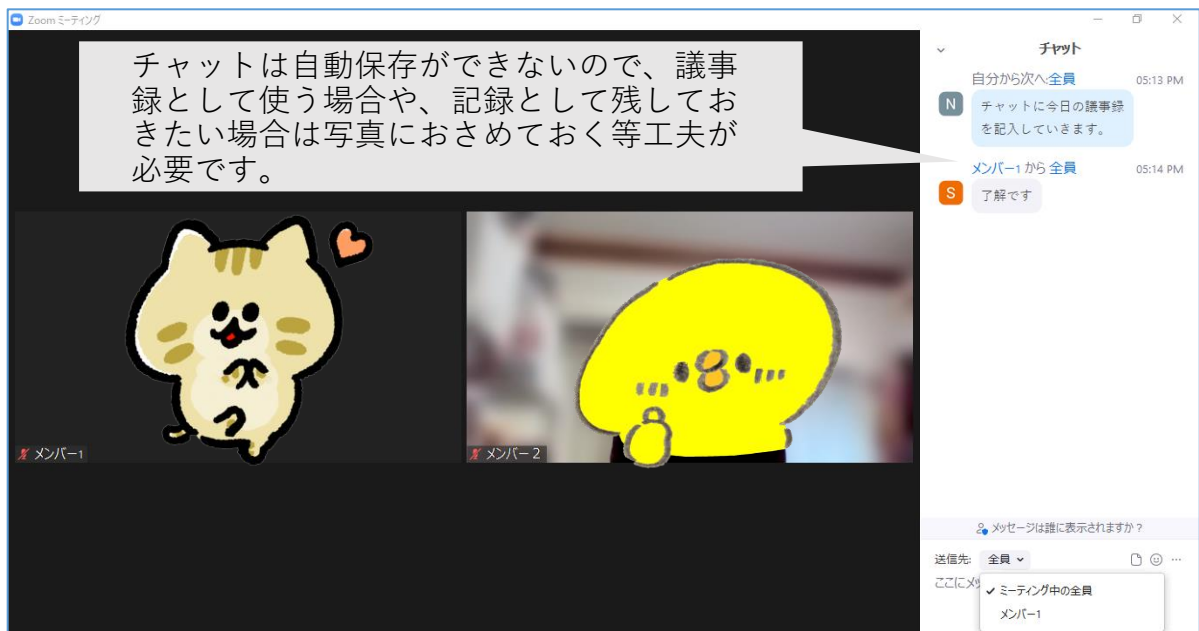 Zoom ミーティング
チャットは自動保存ができないので、議事
録として使う場合や、記録として残してお
きたい場合は写真におさめておく等工夫が
必要です。
メンバー1
メンバー２
チャット
自分から次へ:全員 05:13 PM
N
チャットに今日の議事録
を記入していきます。
メンバー1 から 全員 05:14 PM
S
了解です
メッセージは誰に表示されますか？
送信先: 全員
ここにメッ
ミーティング中の全員
メンバー1